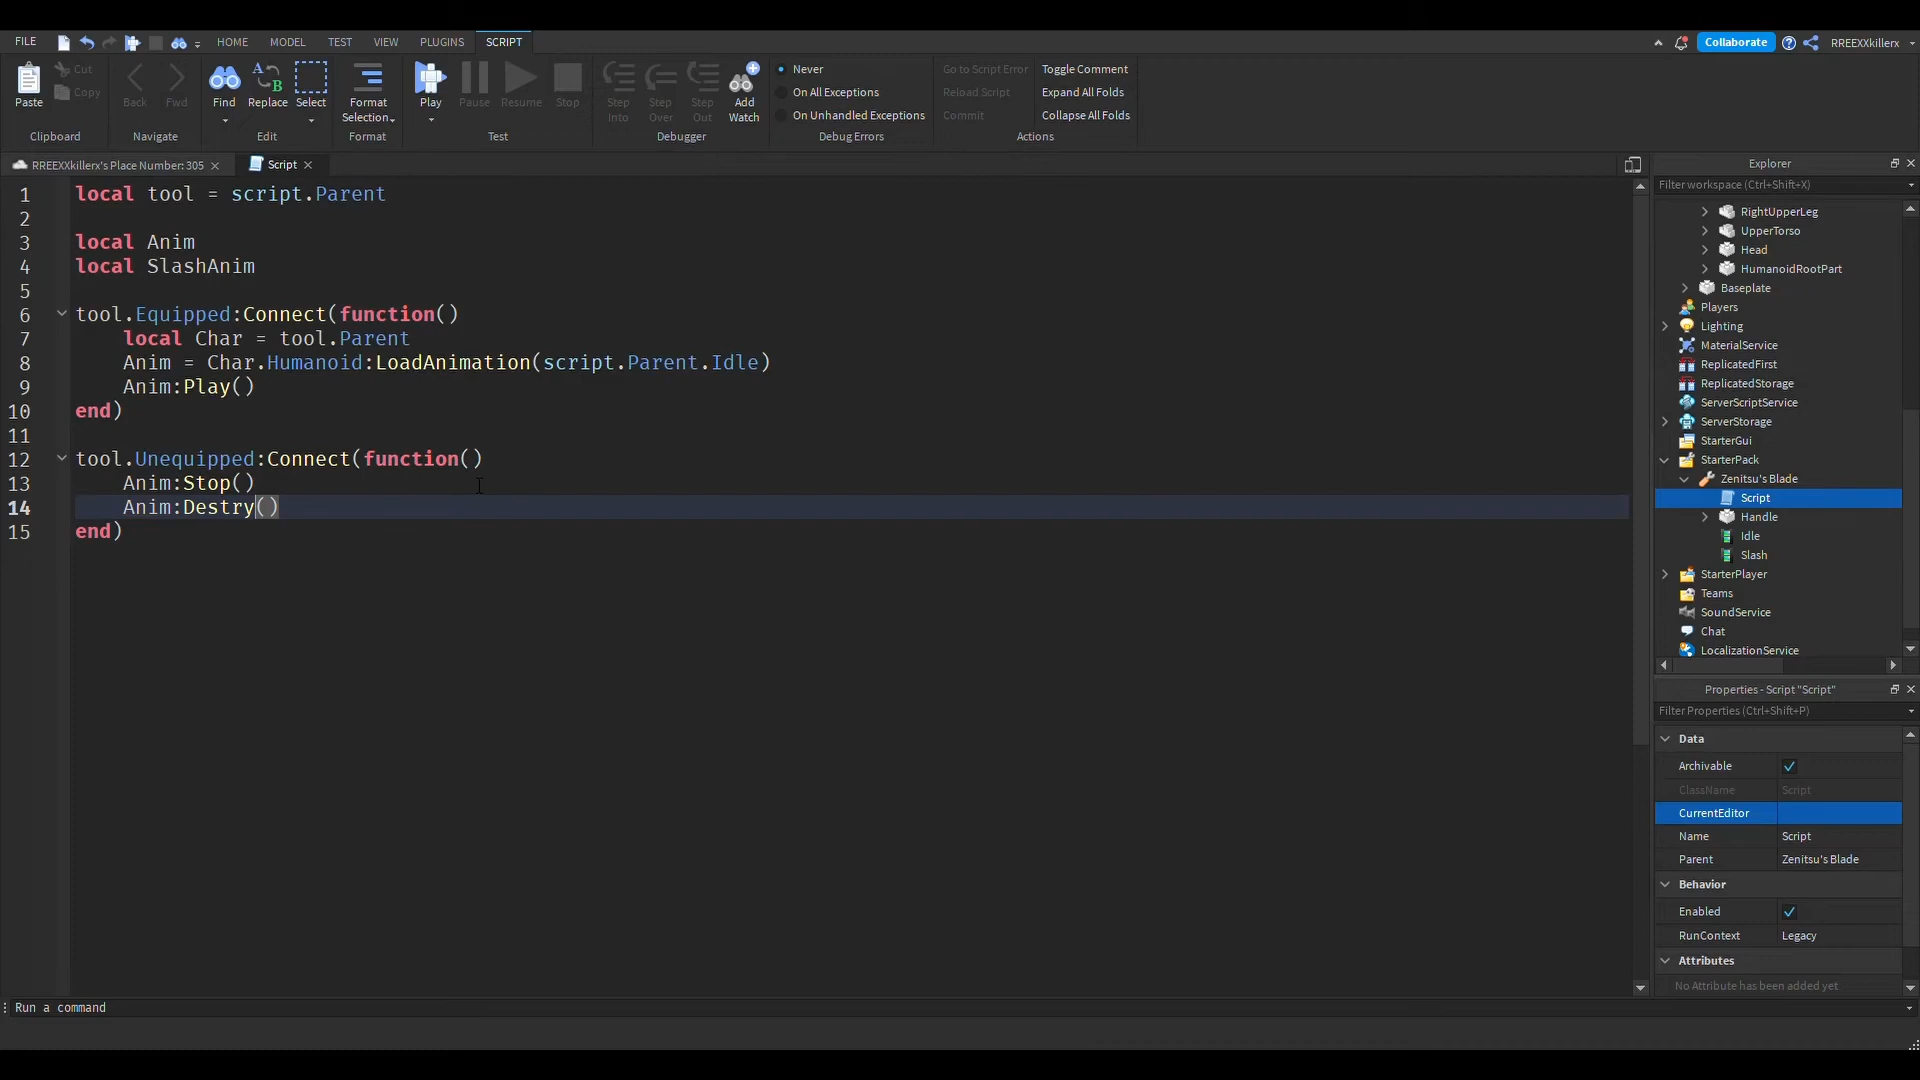 FILE HOME MODEL TEST VIEW PLUGINS SCRIPT Collaborate RREEXXkillerx
Paste Cut Copy Back Fwd Find Replace Select Format Selection Play Pause Resume Stop Step Into Step Over Step Out Add Watch
Never Go to Script Error Toggle Comment
On All Exceptions Reload Script Expand All Folds
On Unhandled Exceptions Commit Collapse All Folds
Clipboard Navigate Edit Format Test Debugger Debug Errors Actions
RREEXXkillerx's Place Number: 305 Script
1 local tool = script.Parent
2
3 local Anim
4 local SlashAnim
5
6 tool.Equipped:Connect(function()
7 local Char = tool.Parent
8 Anim = Char.Humanoid:LoadAnimation(script.Parent.Idle)
9 Anim:Play()
10 end)
11
12 tool.Unequipped:Connect(function()
13 Anim:Stop()
14 Anim:Destry()
15 end)
Explorer
Filter workspace (Ctrl+Shift+X)
RightUpperLeg
UpperTorso
Head
HumanoidRootPart
Baseplate
Players
Lighting
MaterialService
ReplicatedFirst
ReplicatedStorage
ServerScriptService
ServerStorage
StarterGui
StarterPack
Zenitsu's Blade
Script
Handle
Idle
Slash
StarterPlayer
Teams
SoundService
Chat
LocalizationService
Properties - Script "Script"
Filter Properties (Ctrl+Shift+P)
Data
Archivable
ClassName Script
CurrentEditor
Name Script
Parent Zenitsu's Blade
Behavior
Enabled
RunContext Legacy
Attributes
No Attribute has been added yet
Run a command